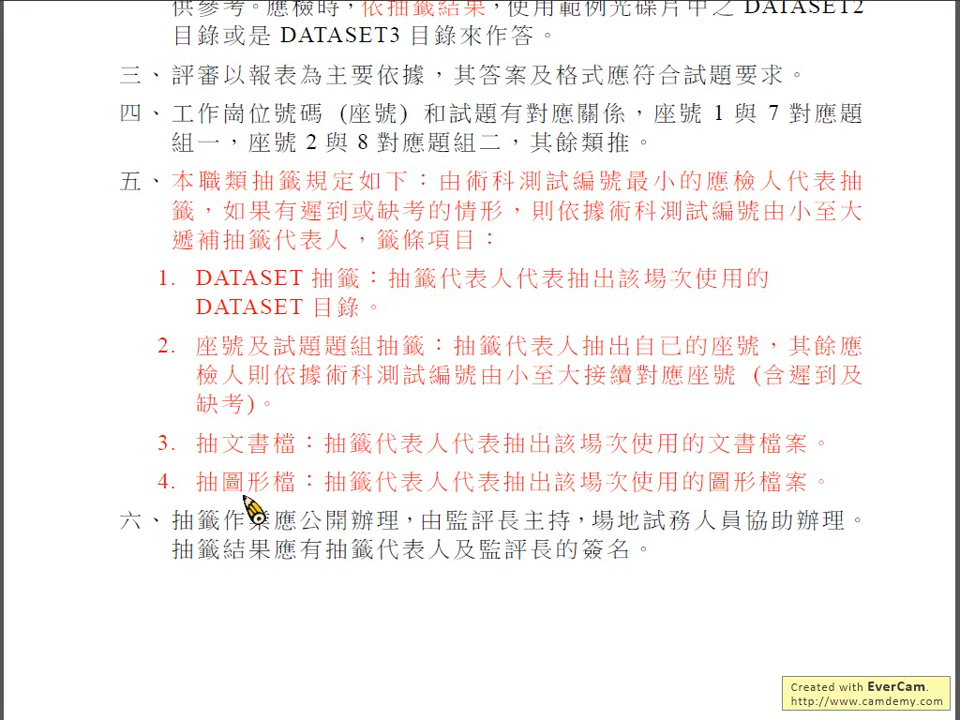 供參考。應檢時，依抽籤結果，使用範例光碟片中之 DATASET2
目錄或是 DATASET3 目錄來作答。
三、評審以報表為主要依據，其答案及格式應符合試題要求。
四、工作崗位號碼 (座號) 和試題有對應關係，座號 1 與 7 對應題
組一，座號 2 與 8 對應題組二，其餘類推。
五、本職類抽籤規定如下：由術科測試編號最小的應檢人代表抽
籤，如果有遲到或缺考的情形，則依據術科測試編號由小至大
遞補抽籤代表人，籤條項目：
1. DATASET 抽籤：抽籤代表人代表抽出該場次使用的
DATASET 目錄。
2. 座號及試題題組抽籤：抽籤代表人抽出自己的座號，其餘應
檢人則依據術科測試編號由小至大接續對應座號 (含遲到及
缺考)。
3. 抽文書檔：抽籤代表人代表抽出該場次使用的文書檔案。
4. 抽圖形檔：抽籤代表人代表抽出該場次使用的圖形檔案。
六、抽籤作業應公開辦理，由監評長主持，場地試務人員協助辦理。
抽籤結果應有抽籤代表人及監評長的簽名。
Created with EverCam.
http://www.camdemy.com